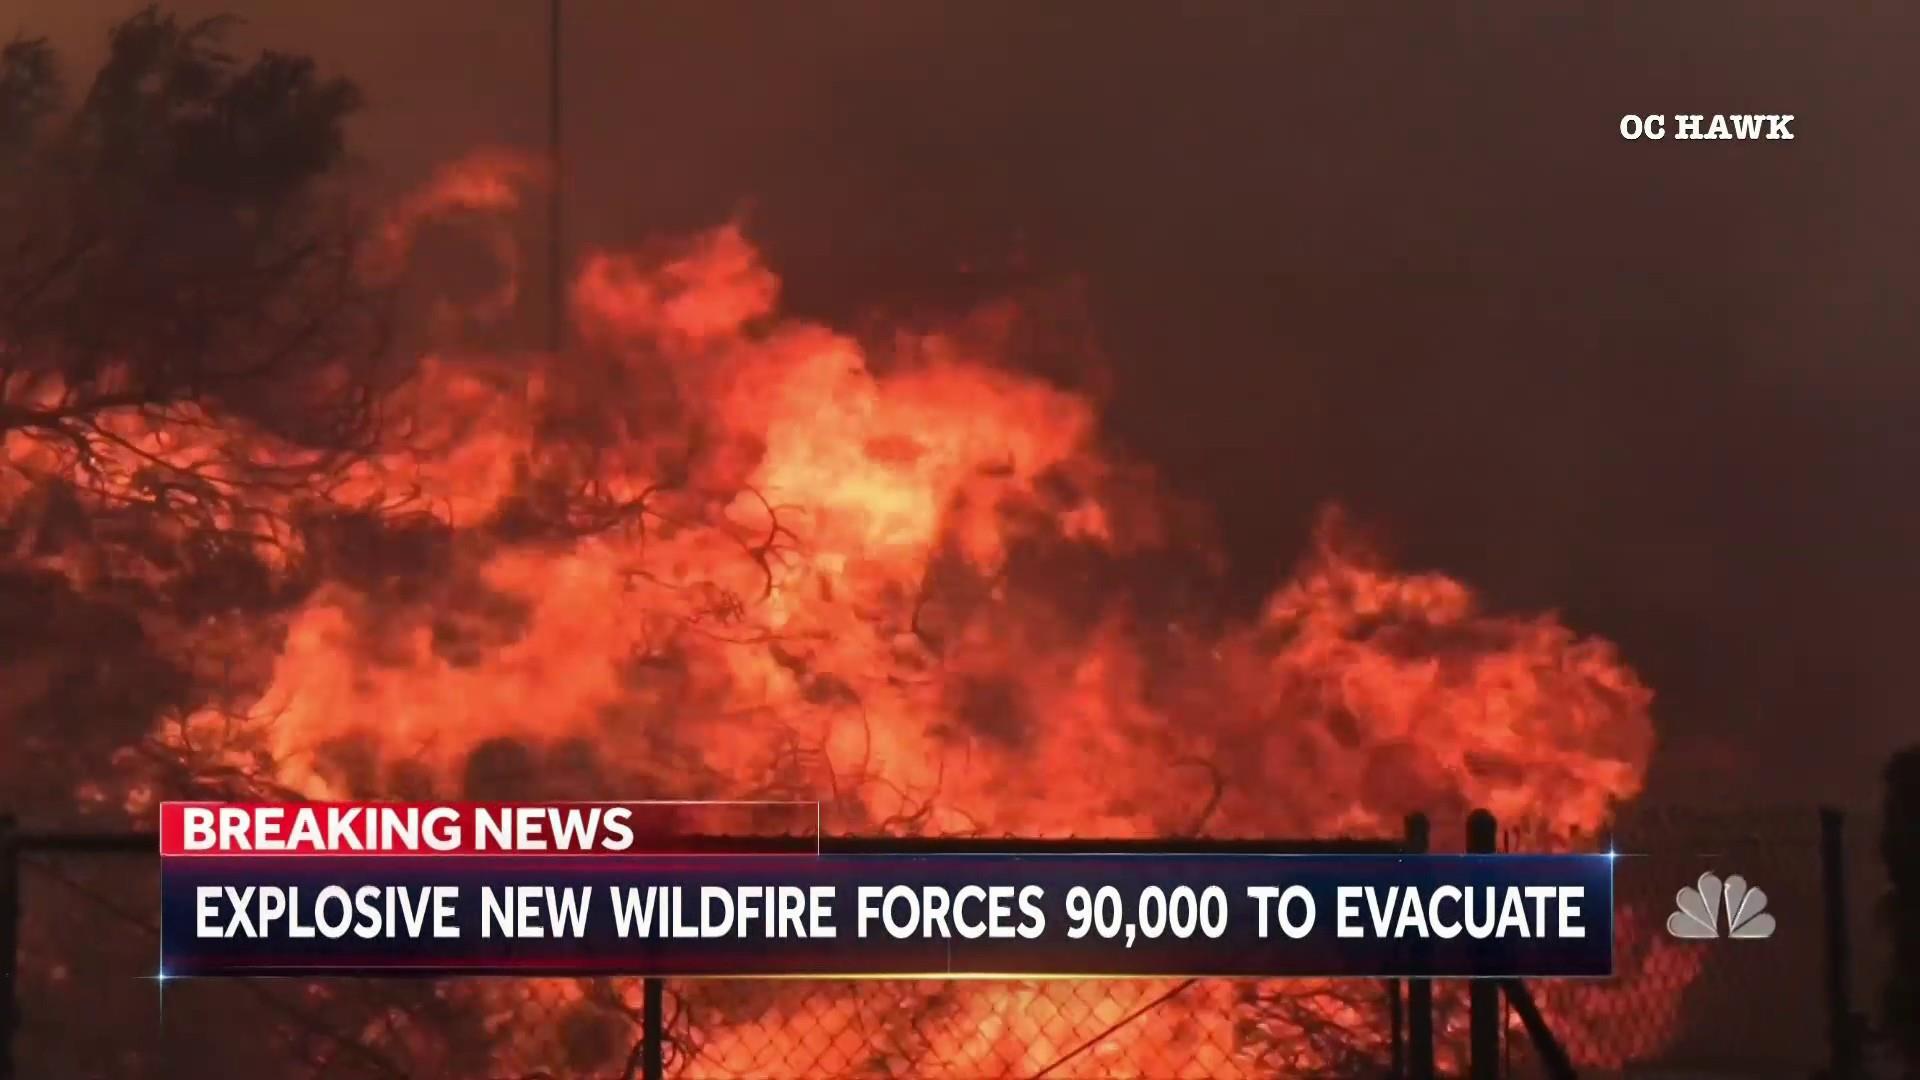 OC HAWK
BREAKING NEWS
EXPLOSIVE NEW WILDFIRE FORCES 90,000 TO EVACUATE